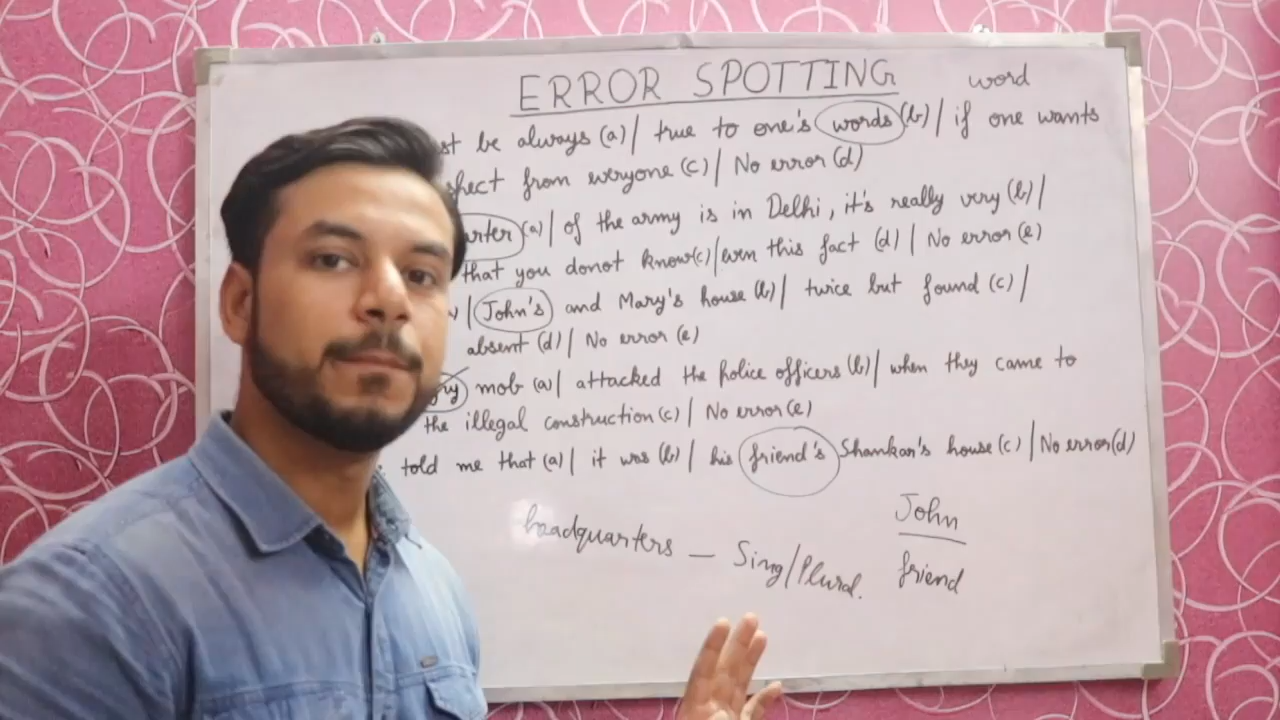 ERROR SPOTTING
word
st be always (a)/ true to one's words (b)/ if one wants
spect from everyone (c)/ No error (d)
arter (a)/ of the army is in Delhi, it's really very (b)/
that you donot know(c)/ even this fact (d)/ No error (e)
/ John's and Mary's house (b)/ twice but found (c)/
absent (d)/ No error (e)
gry mob (a)/ attacked the police officers (b)/ when they came to
the illegal construction (c)/ No error (e)
told me that (a)/ it was (b)/ his friend's Shankar's house (c)/ No error(d)
headquarters — Sing/Plural.
John
friend